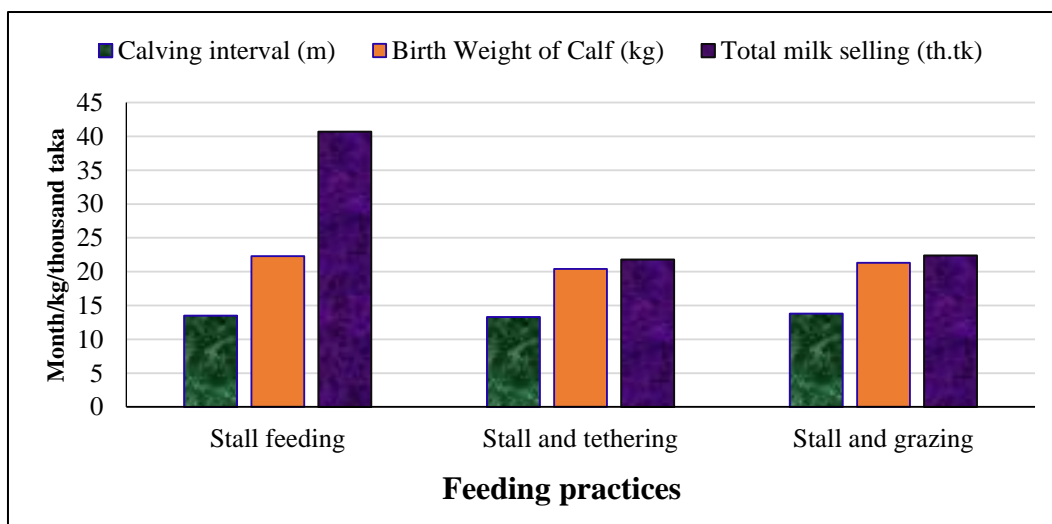 Calving interval (m) Birth Weight of Calf (kg) Total milk selling (th.tk)
Month/kg/thousand taka
45
40
35
30
25
20
15
10
5
0
Stall feeding Stall and tethering Stall and grazing
Feeding practices